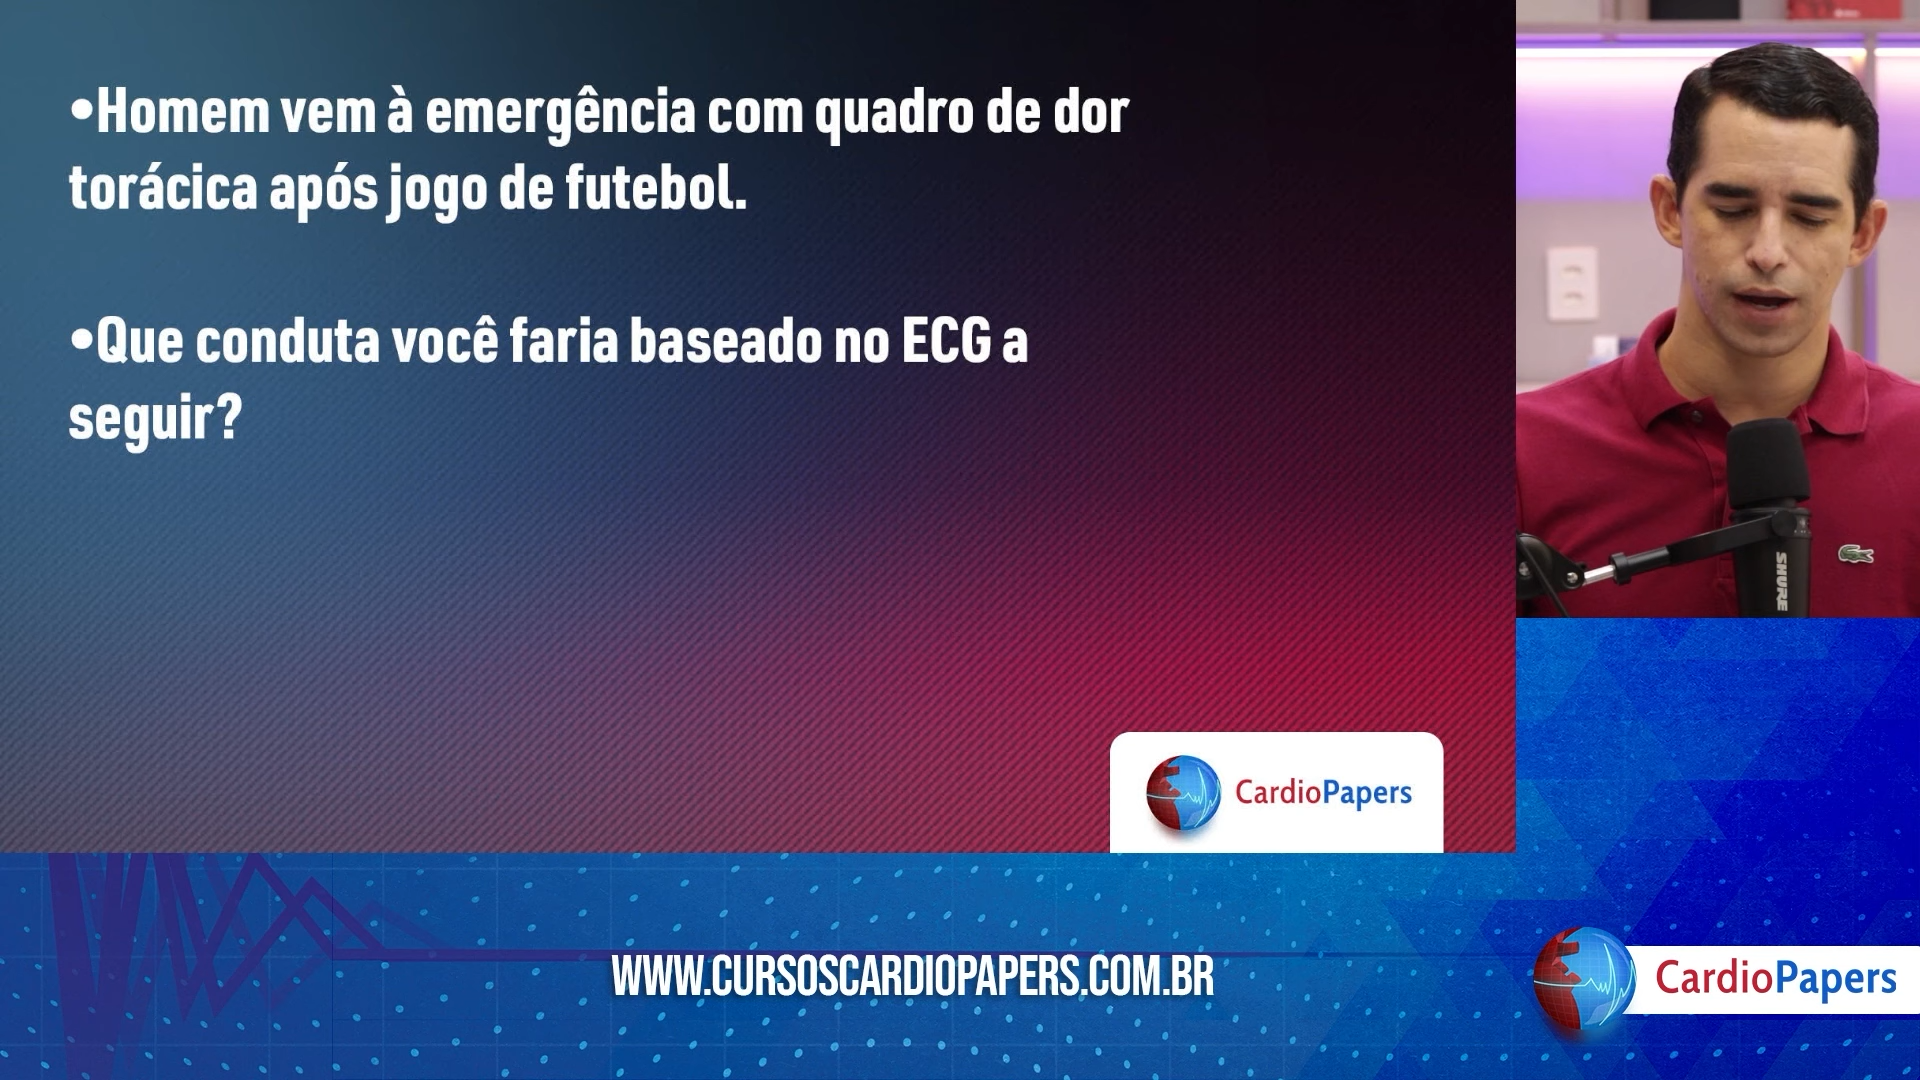 •Homem vem à emergência com quadro de dor
torácica após jogo de futebol.
•Que conduta você faria baseado no ECG a
seguir?
SHURE
CardioPapers
WWW.CURSOSCARDIOPAPERS.COM.BR
CardioPapers